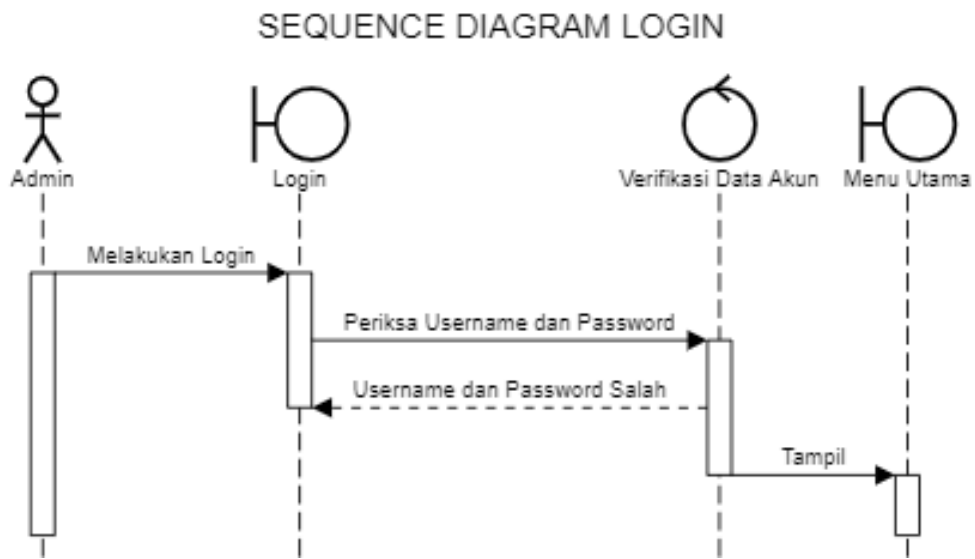 SEQUENCE DIAGRAM LOGIN
Admin
Login
Verifikasi Data Akun
Menu Utama
Melakukan Login
Periksa Username dan Password
Username dan Password Salah
Tampil